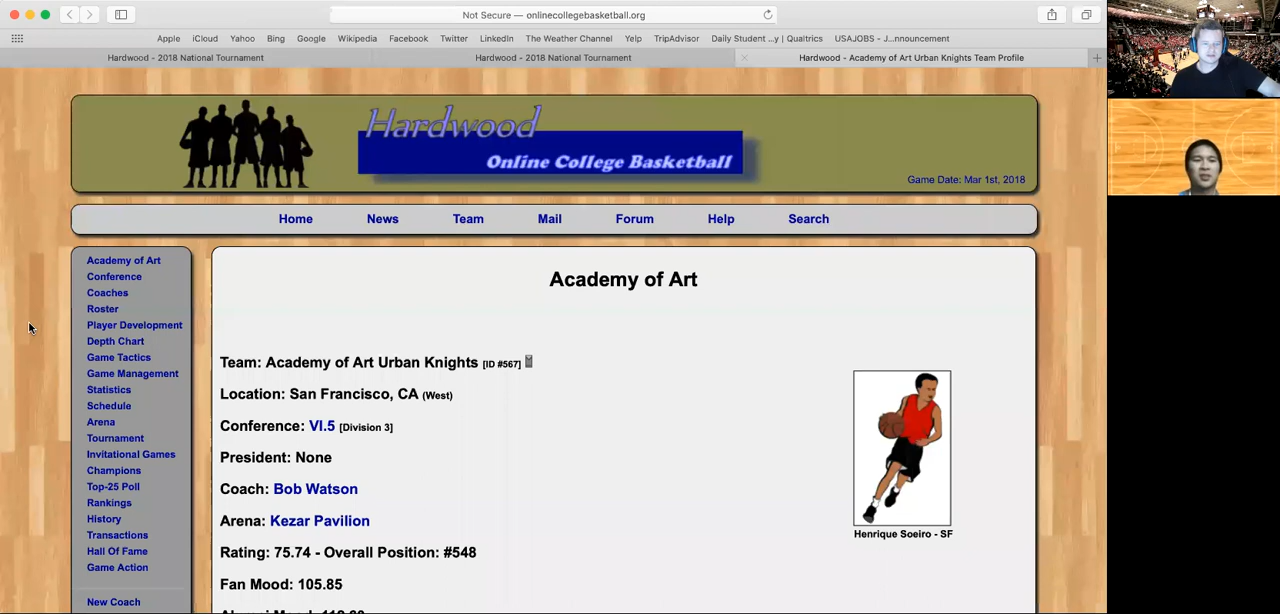 Not Secure — onlinecollegebasketball.org
Apple iCloud Yahoo Bing Google Wikipedia Facebook Twitter LinkedIn The Weather Channel Yelp TripAdvisor Daily Student ...y | Qualtrics USAJOBS - J...nnouncement
Hardwood - 2018 National Tournament Hardwood - 2018 National Tournament Hardwood - Academy of Art Urban Knights Team Profile
Hardwood
Online College Basketball
Game Date: Mar 1st, 2018
Home News Team Mail Forum Help Search
Academy of Art
Conference
Coaches
Roster
Player Development
Depth Chart
Game Tactics
Game Management
Statistics
Schedule
Arena
Tournament
Invitational Games
Champions
Top-25 Poll
Rankings
History
Transactions
Hall Of Fame
Game Action
New Coach
Academy of Art
Team: Academy of Art Urban Knights [ID #567]
Location: San Francisco, CA (West)
Conference: VI.5 [Division 3]
President: None
Coach: Bob Watson
Arena: Kezar Pavilion
Rating: 75.74 - Overall Position: #548
Fan Mood: 105.85
Henrique Soeiro - SF